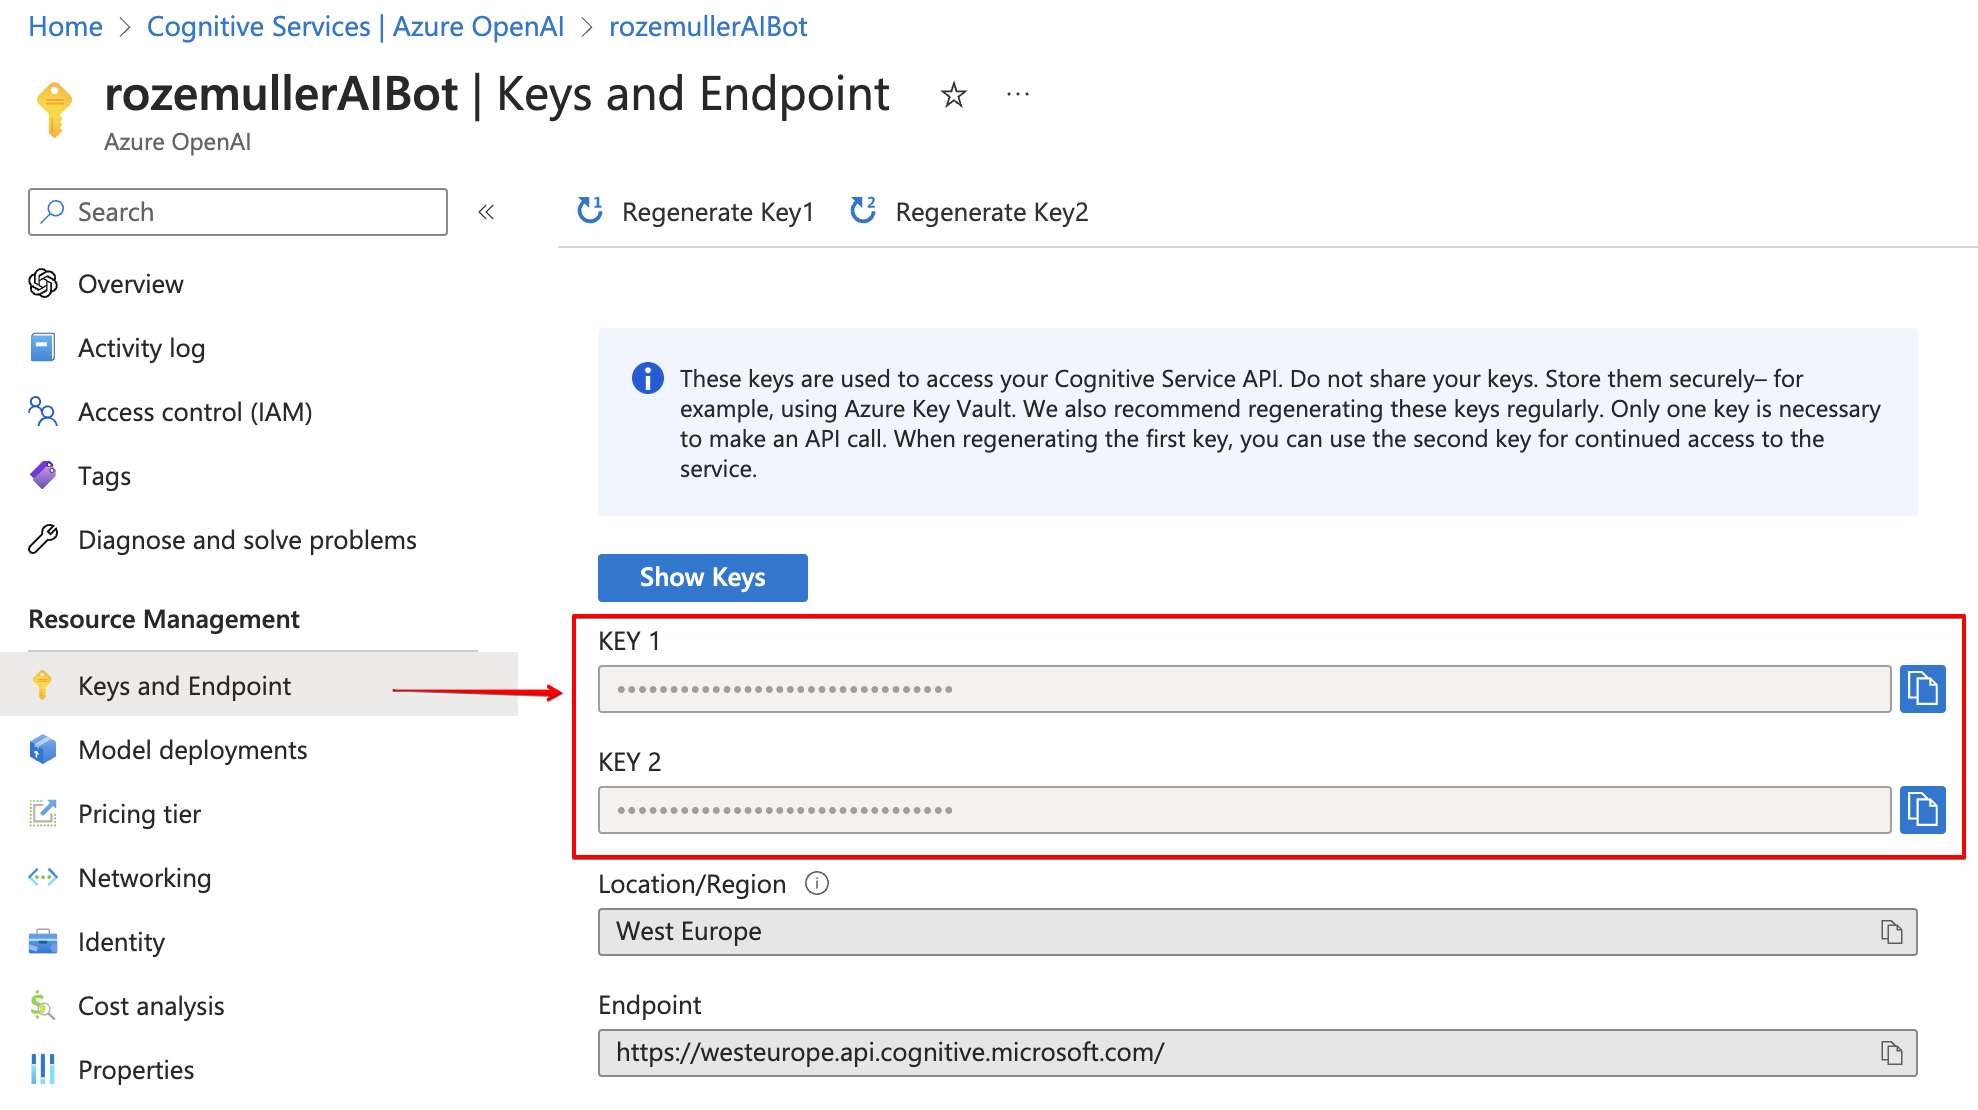 Home > Cognitive Services | Azure OpenAI > rozemullerAIBot
rozemullerAIBot | Keys and Endpoint ☆ ···
Azure OpenAI
Search «
1 Regenerate Key1 2 Regenerate Key2
Overview
Activity log
Access control (IAM)
Tags
Diagnose and solve problems
Resource Management
Keys and Endpoint
Model deployments
Pricing tier
Networking
Identity
Cost analysis
Properties
These keys are used to access your Cognitive Service API. Do not share your keys. Store them securely– for
example, using Azure Key Vault. We also recommend regenerating these keys regularly. Only one key is necessary
to make an API call. When regenerating the first key, you can use the second key for continued access to the
service.
Show Keys
KEY 1
••••••••••••••••••••••••••••••••
KEY 2
••••••••••••••••••••••••••••••••
Location/Region
West Europe
Endpoint
https://westeurope.api.cognitive.microsoft.com/